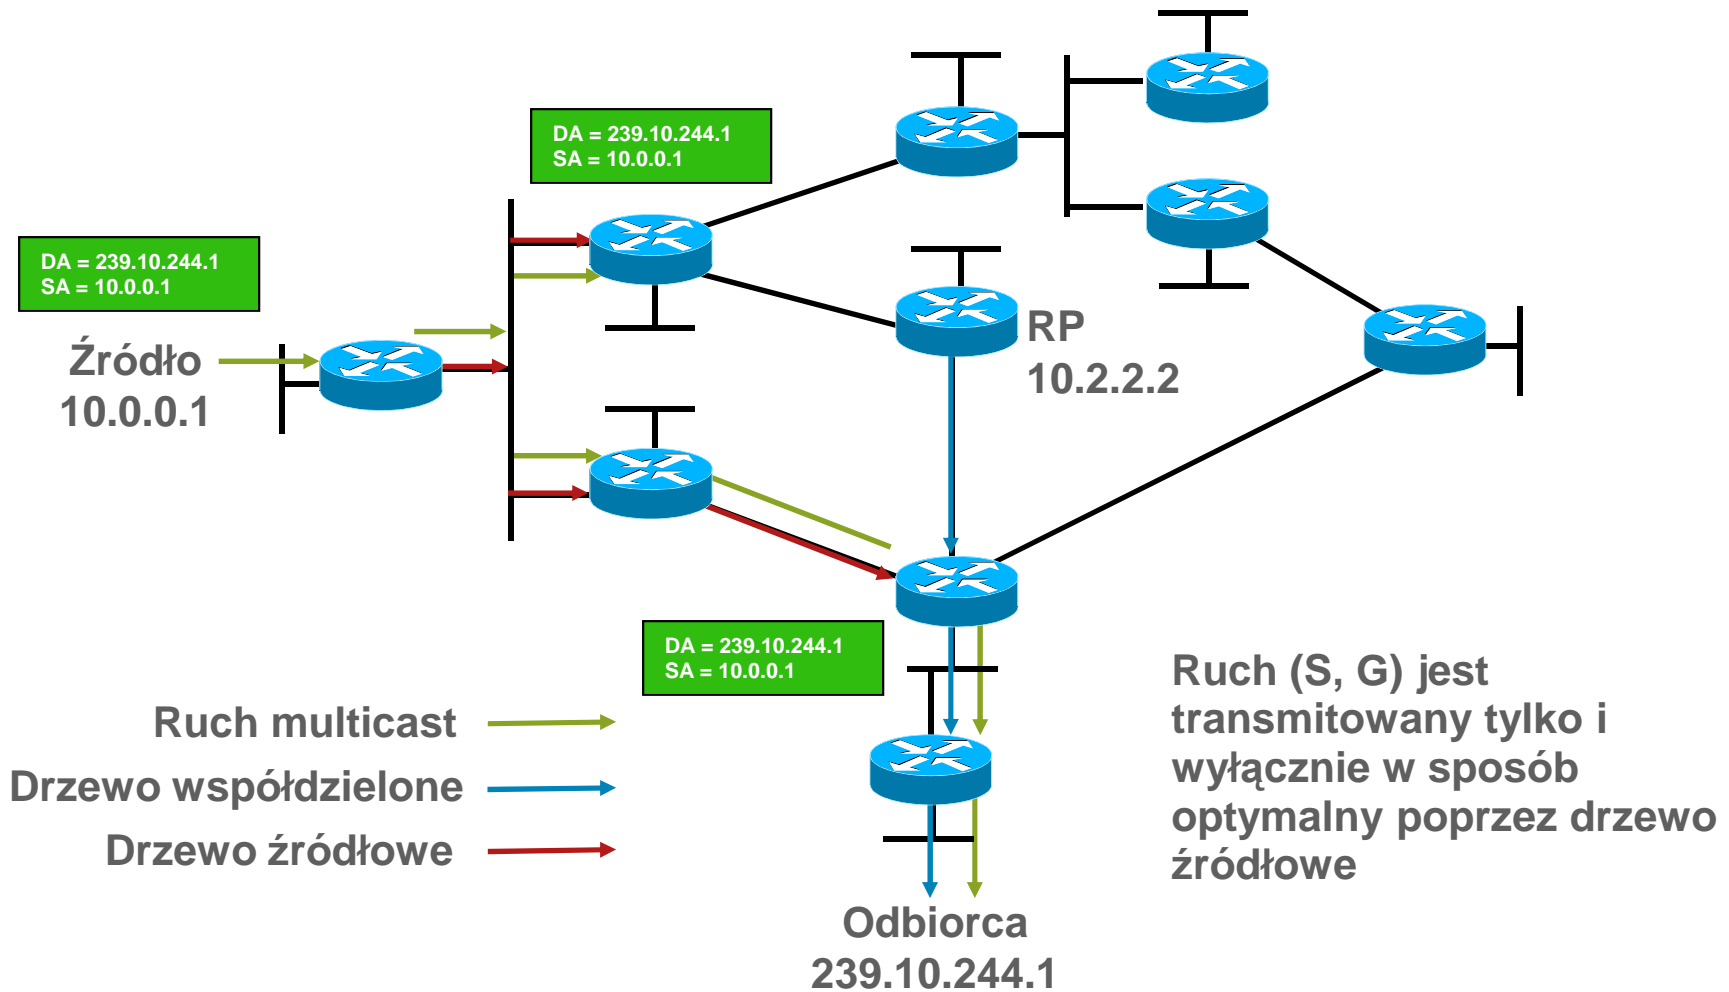 DA = 239.10.244.1
SA = 10.0.0.1
DA = 239.10.244.1
SA = 10.0.0.1
Źródło
10.0.0.1
RP
10.2.2.2
DA = 239.10.244.1
SA = 10.0.0.1
Ruch multicast
Drzewo współdzielone
Drzewo źródłowe
Ruch (S, G) jest
transmitowany tylko i
wyłącznie w sposób
optymalny poprzez drzewo
źródłowe
Odbiorca
239.10.244.1